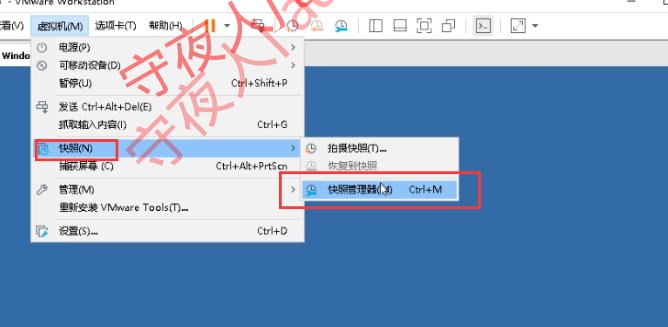 - VMware Workstation
看(V) 虚拟机(M) 选项卡(T) 帮助(H)
Windo
电源(P)
可移动设备(D)
暂停(U) Ctrl+Shift+P
发送 Ctrl+Alt+Del(E)
抓取输入内容(I) Ctrl+G
快照(N)
捕获屏幕 (C) Ctrl+Alt+PrtScn
管理(M)
重新安装 VMware Tools(T)...
设置(S)... Ctrl+D
拍摄快照(T)...
恢复到快照
快照管理器(M) Ctrl+M
守夜人
守夜人